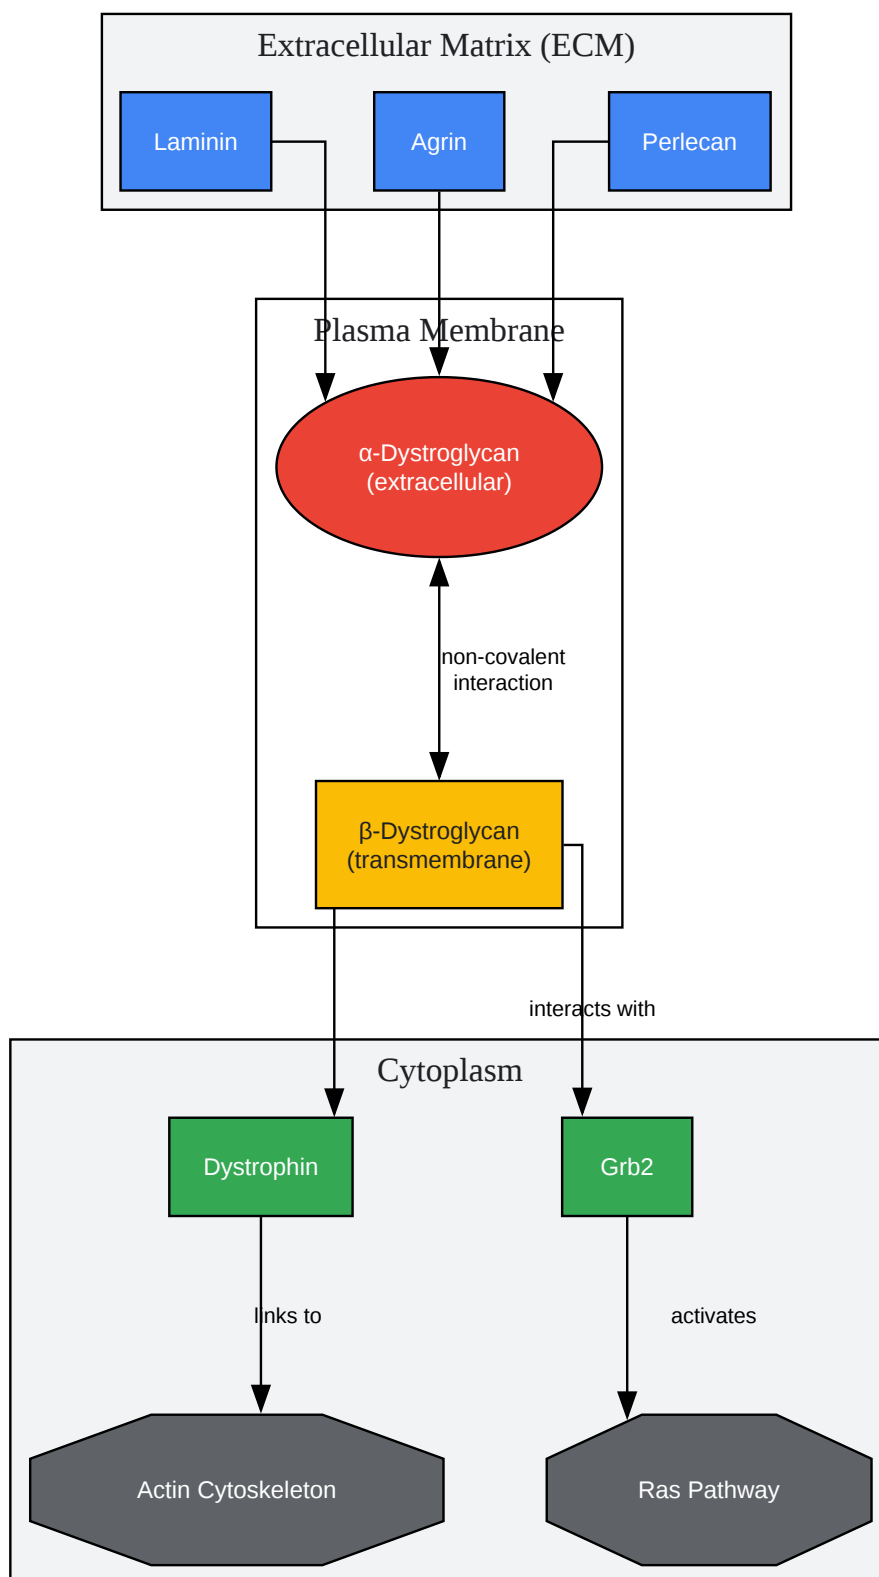 Extracellular Matrix (ECM)
Laminin
Agrin
Perlecan
Plasma Membrane
α-Dystroglycan
(extracellular)
non-covalent
interaction
β-Dystroglycan
(transmembrane)
interacts with
Cytoplasm
Dystrophin
Grb2
links to
activates
Actin Cytoskeleton
Ras Pathway